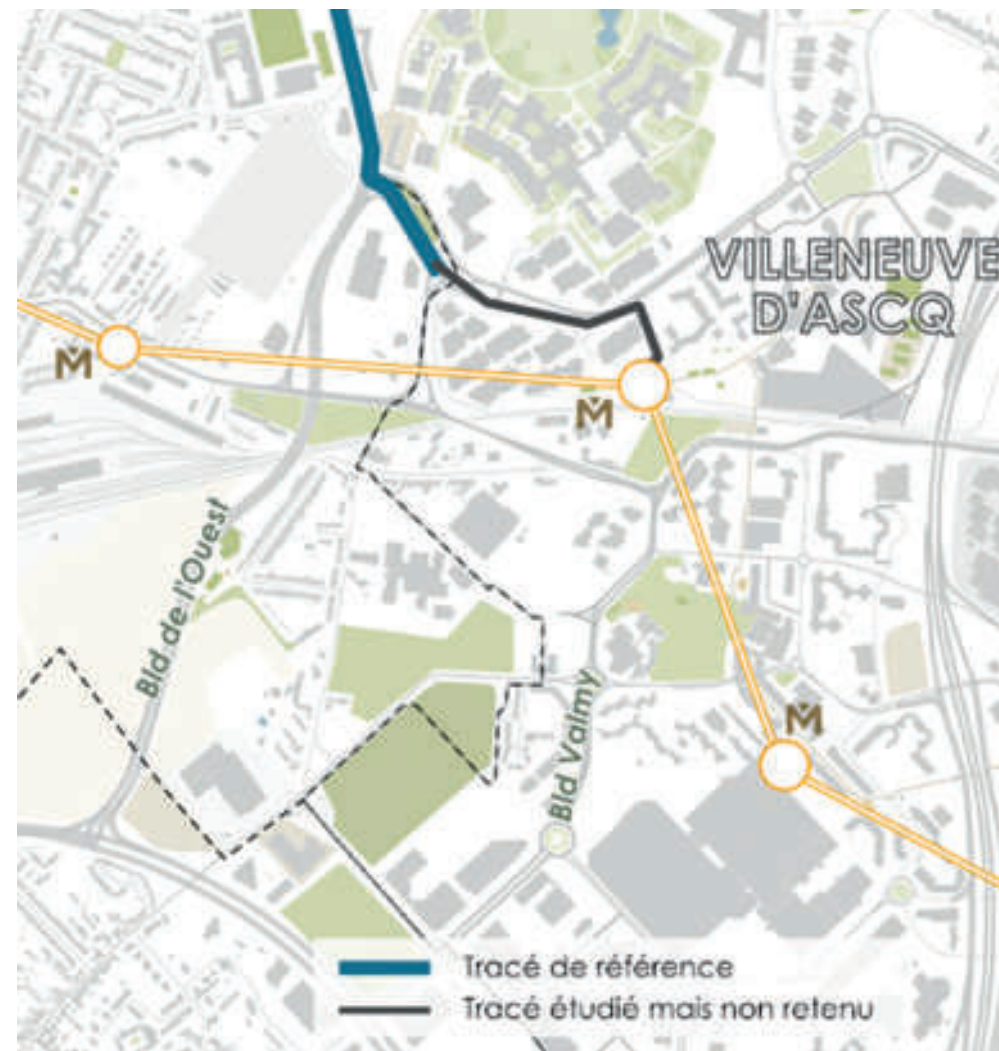 VILLENEUVE
D'ASCQ
M
M
Bld de l'Ouest
Bld Valmy
M
Tracé de référence
Tracé étudié mais non retenu